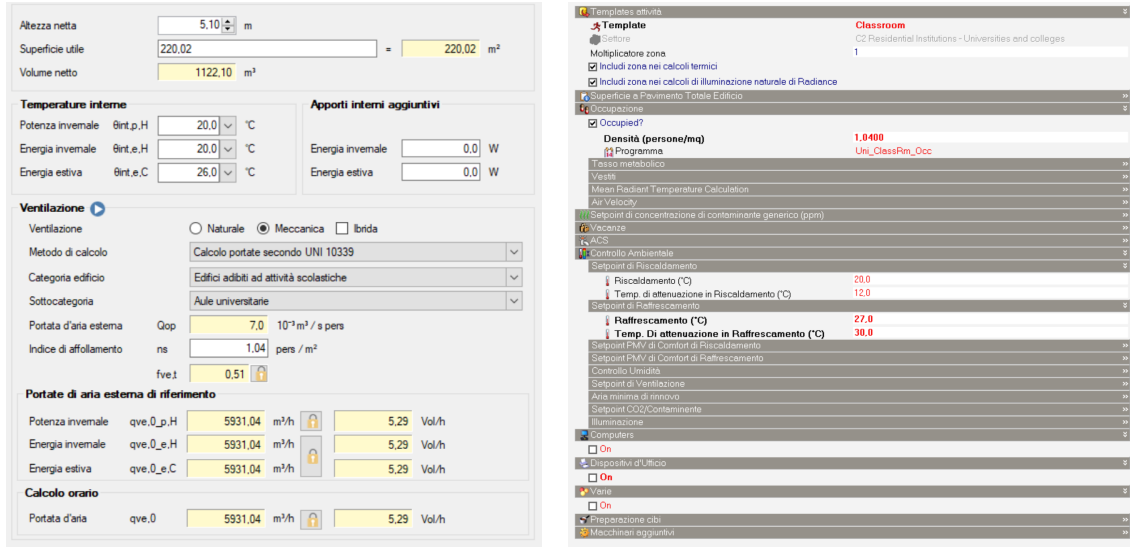 Altezza netta 5,10 m
Superficie utile 220,02 = 220,02 m²
Volume netto 1122,10 m³
Temperature interne
Potenza invernale θint,p,H 20,0 °C
Energia invernale θint,e,H 20,0 °C
Energia estiva θint,e,C 26,0 °C
Apporti interni aggiuntivi
Energia invernale 0,0 W
Energia estiva 0,0 W
Ventilazione
Ventilazione Naturale Meccanica Ibrida
Metodo di calcolo Calcolo portate secondo UNI 10339
Categoria edificio Edifici adibiti ad attività scolastiche
Sottocategoria Aule universitarie
Portata d'aria esterna Qop 7,0 10⁻³ m³ / s pers
Indice di affollamento ns 1,04 pers / m²
fve,t 0,51
Portate di aria esterna di riferimento
Potenza invernale qve,0_p,H 5931,04 m³/h 5,29 Vol/h
Energia invernale qve,0_e,H 5931,04 m³/h 5,29 Vol/h
Energia estiva qve,0_e,C 5931,04 m³/h 5,29 Vol/h
Calcolo orario
Portata d'aria qve,0 5931,04 m³/h 5,29 Vol/h
Templates attività
Template Classroom
Settore C2 Residential Institutions - Universities and colleges
Moltiplicatore zona 1
Includi zona nei calcoli termici
Includi zona nei calcoli di illuminazione naturale di Radiance
Superficie a Pavimento Totale Edificio
Occupazione
Occupied?
Densità (persone/mq) 1,0400
Programma Uni_ClassRm_Occ
Tasso metabolico
Vestiti
Mean Radiant Temperature Calculation
Air Velocity
Setpoint di concentrazione di contaminante generico (ppm)
Vacanze
ACS
Controllo Ambientale
Setpoint di Riscaldamento
Riscaldamento (°C) 20,0
Temp. di attenuazione in Riscaldamento (°C) 12,0
Setpoint di Raffrescamento
Raffrescamento (°C) 27,0
Temp. Di attenuazione in Raffrescamento (°C) 30,0
Setpoint PMV di Comfort di Riscaldamento
Setpoint PMV di Comfort di Raffrescamento
Controllo Umidità
Setpoint di Ventilazione
Aria minima di rinnovo
Setpoint CO2/Contaminente
Illuminazione
Computers
On
Dispositivi d'Ufficio
On
Varie
On
Preparazione cibi
Macchinari aggiuntivi